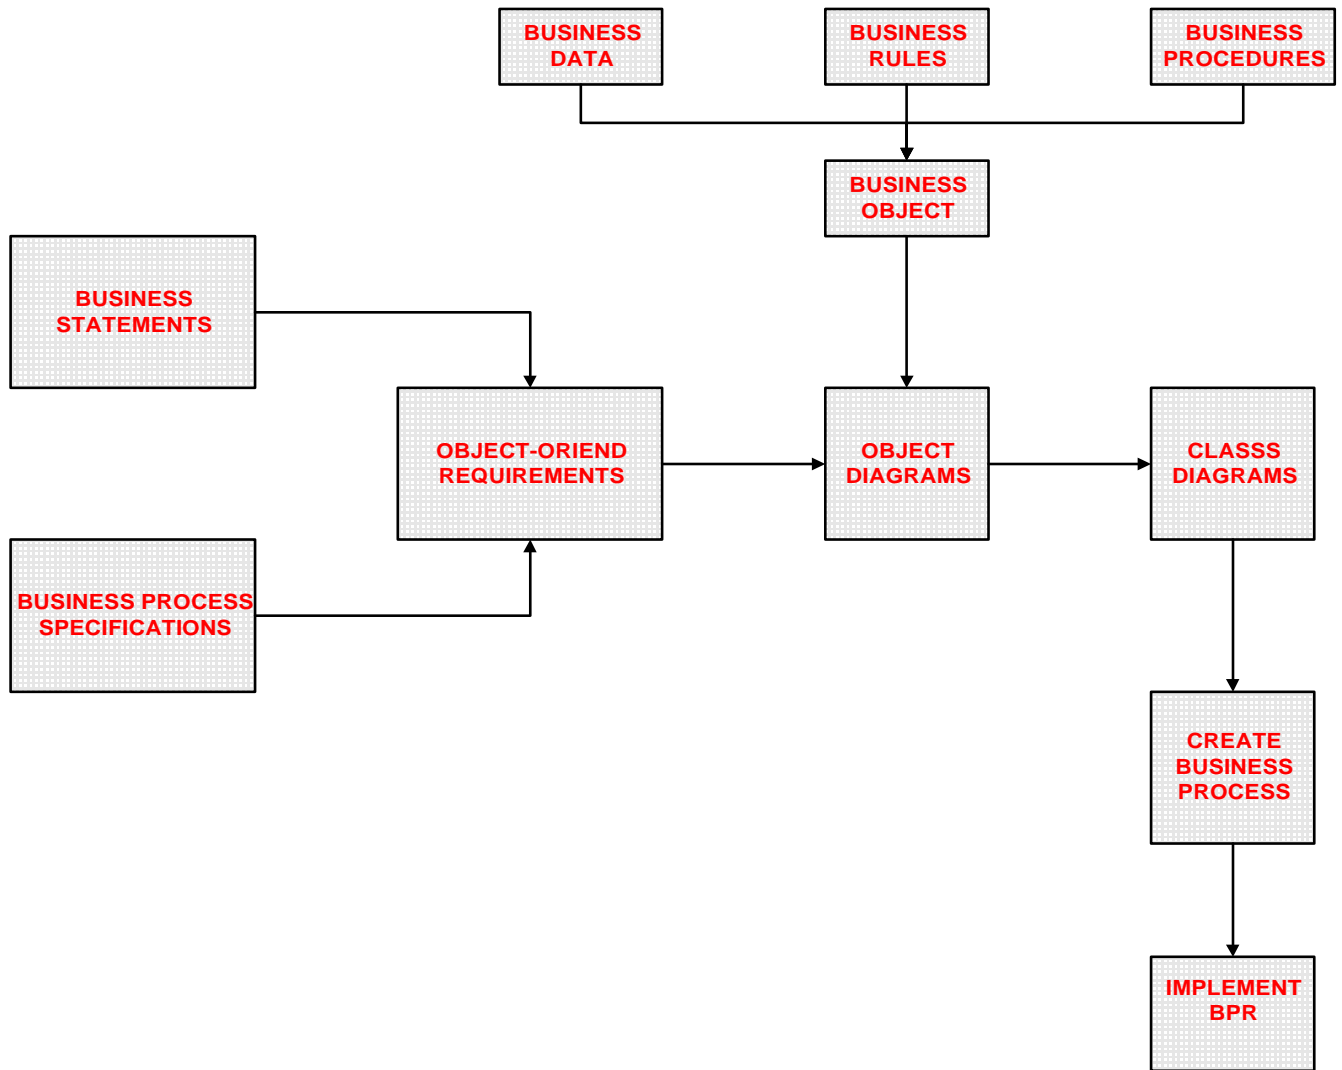 BUSINESS
DATA
BUSINESS
RULES
BUSINESS
PROCEDURES
BUSINESS
OBJECT
BUSINESS
STATEMENTS
OBJECT-ORIEND
REQUIREMENTS
OBJECT
DIAGRAMS
CLASSS
DIAGRAMS
BUSINESS PROCESS
SPECIFICATIONS
CREATE
BUSINESS
PROCESS
IMPLEMENT
BPR